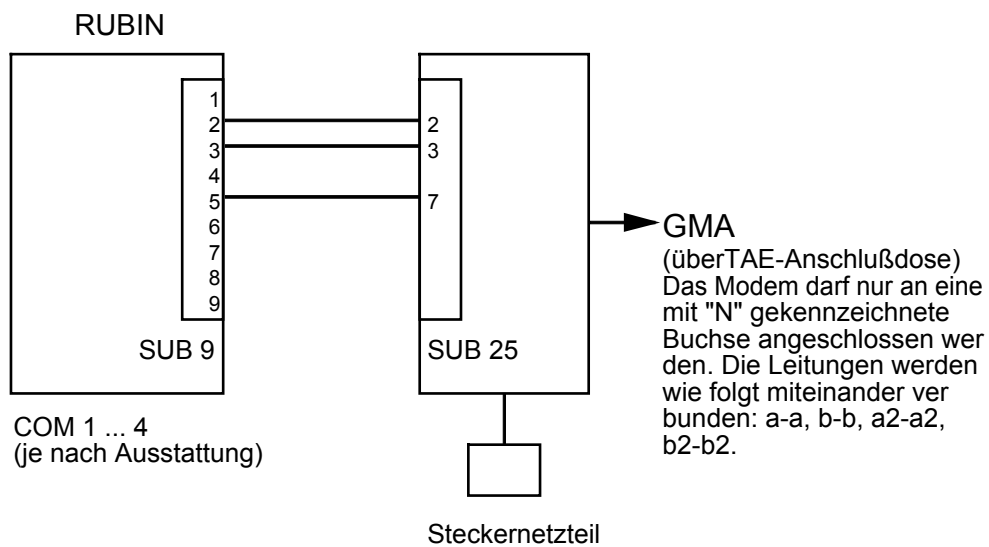 RUBIN
1
2
3
4
5
6
7
8
9
2
3
7
SUB 9
SUB 25
COM 1 ... 4
(je nach Ausstattung)
GMA
(überTAE-Anschlußdose)
Das Modem darf nur an eine
mit "N" gekennzeichnete
Buchse angeschlossen wer
den. Die Leitungen werden
wie folgt miteinander ver
bunden: a-a, b-b, a2-a2,
b2-b2.
Steckernetzteil